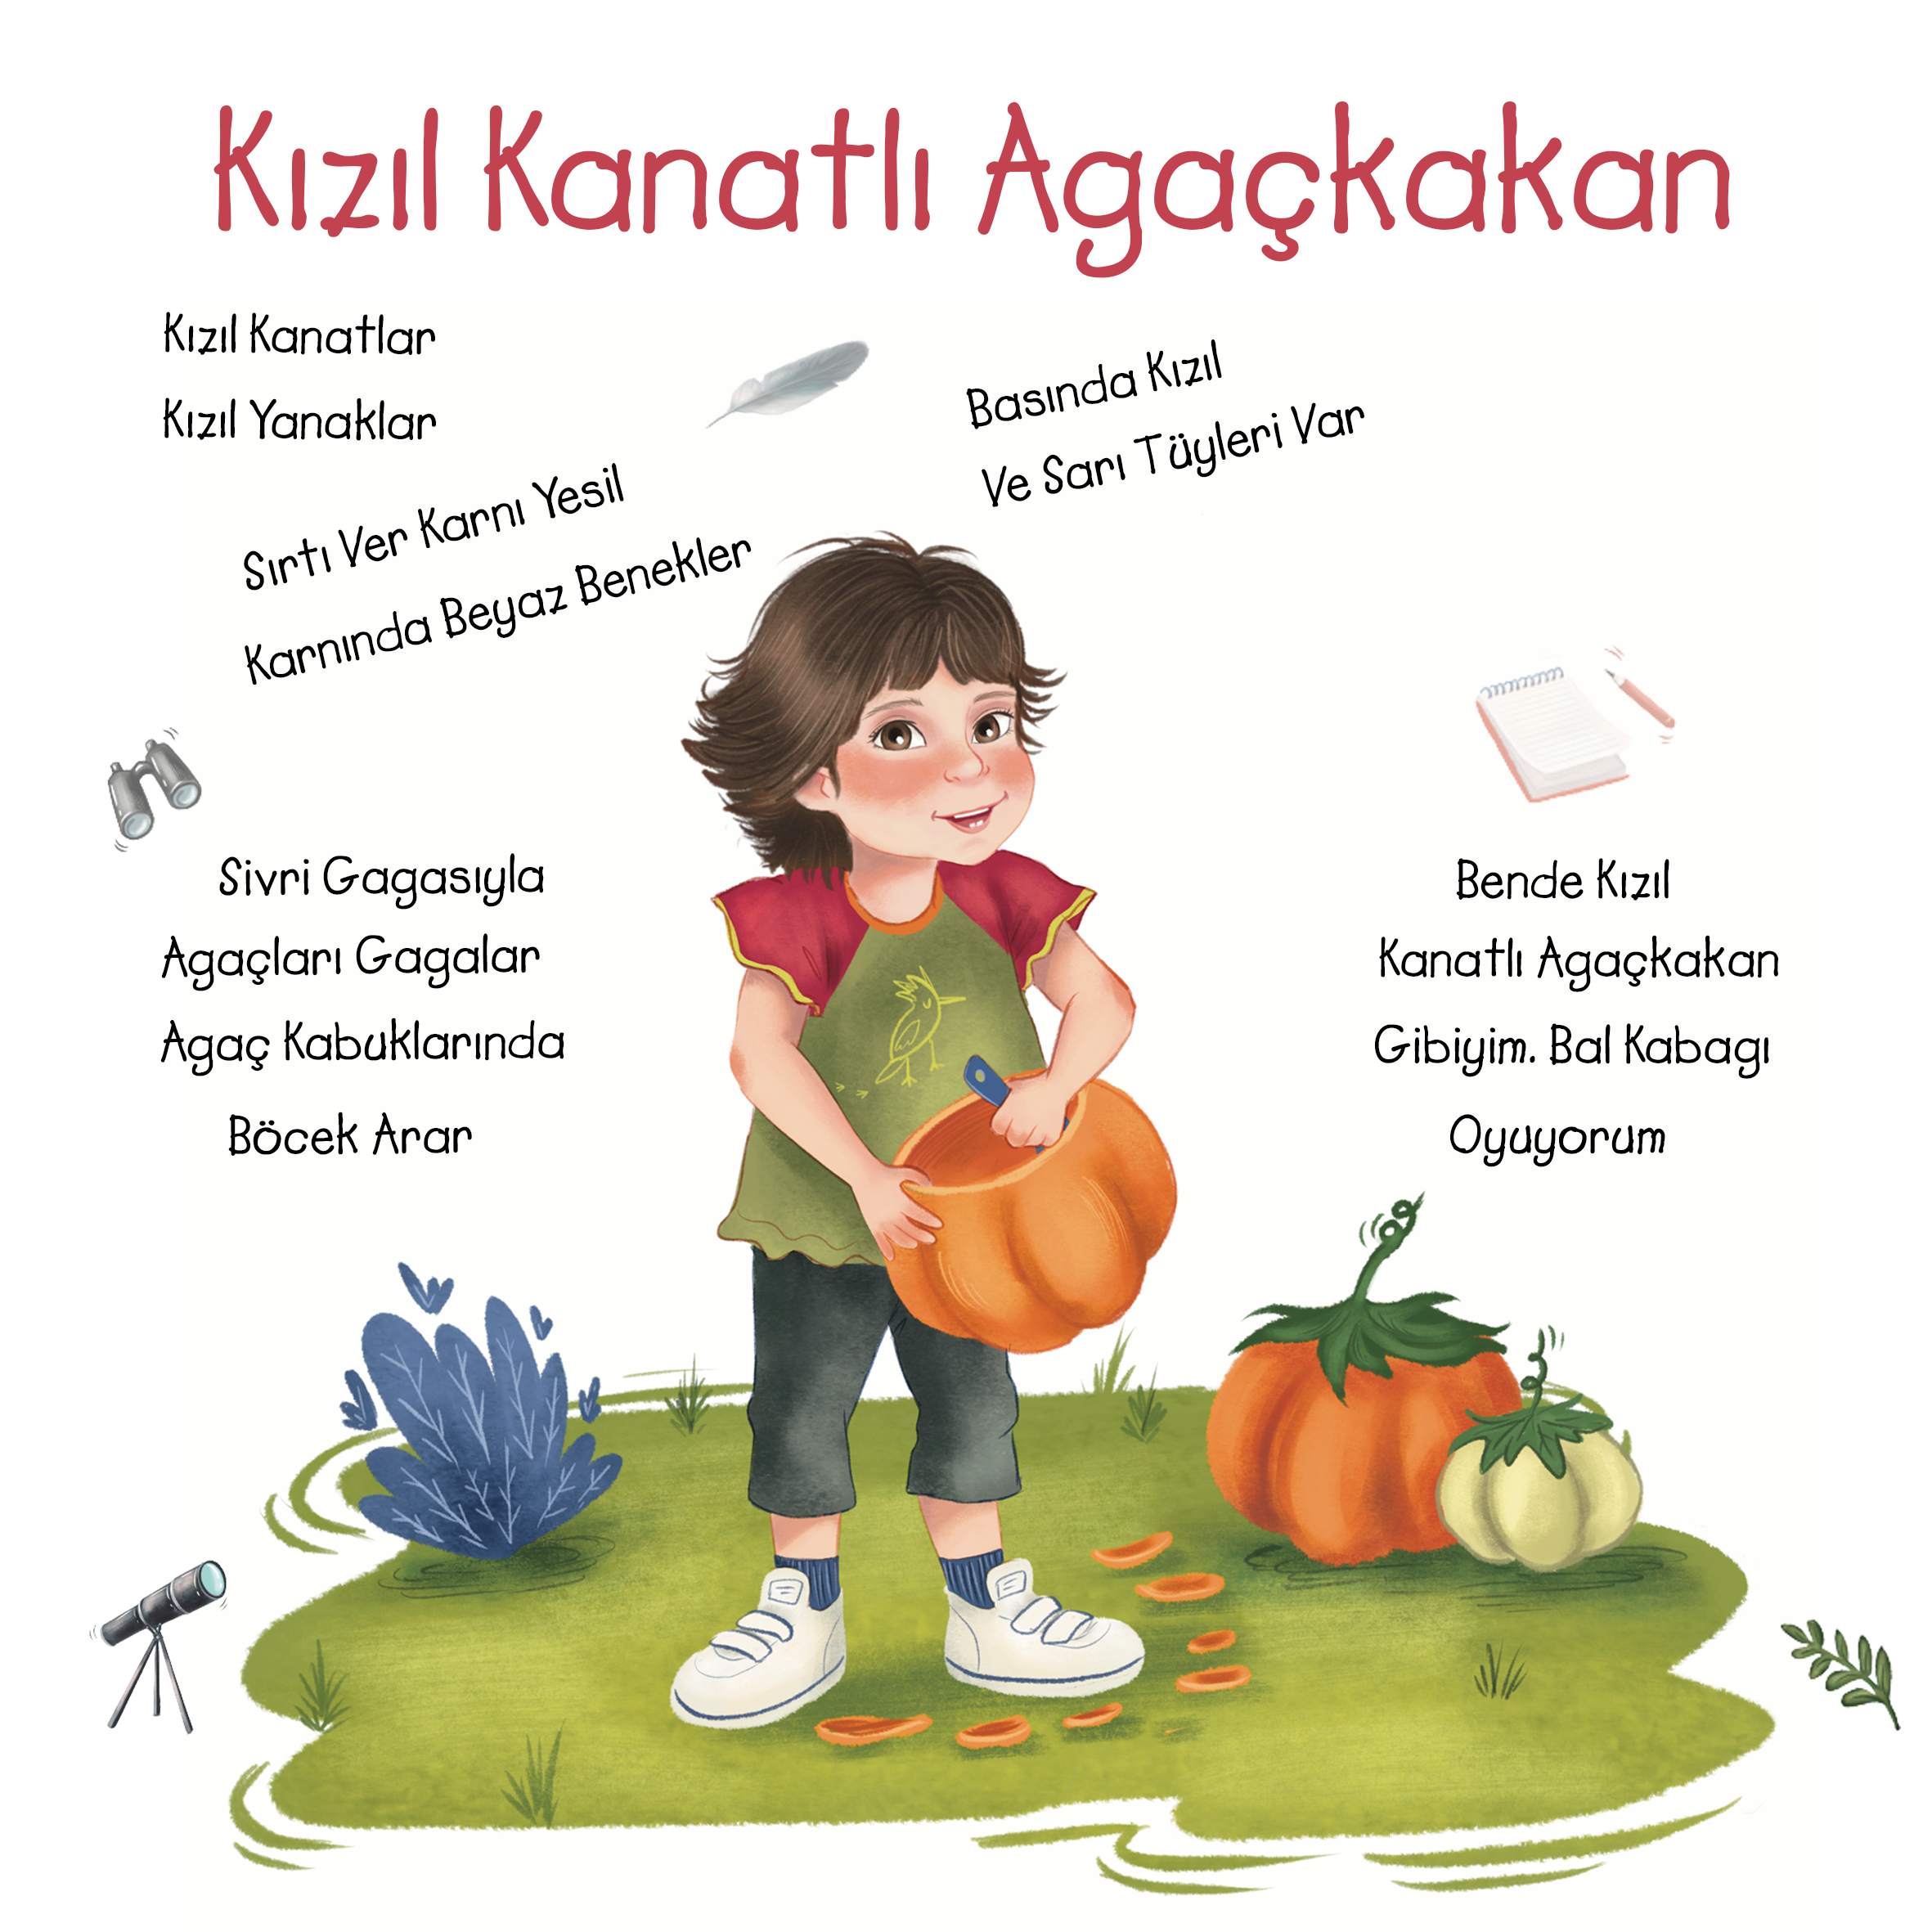 Kızıl Kanatlı Agaçkakan
Kızıl Kanatlar
Kızıl Yanaklar
Sırtı Ver Karnı Yesil
Karnında Beyaz Benekler
Basında Kızıl
Ve Sarı Tüyleri Var
Sivri Gagasıyla
Agaçları Gagalar
Agaç Kabuklarında
Böcek Arar
Bende Kızıl
Kanatlı Agaçkakan
Gibiyim. Bal Kabagı
Oyuyorum